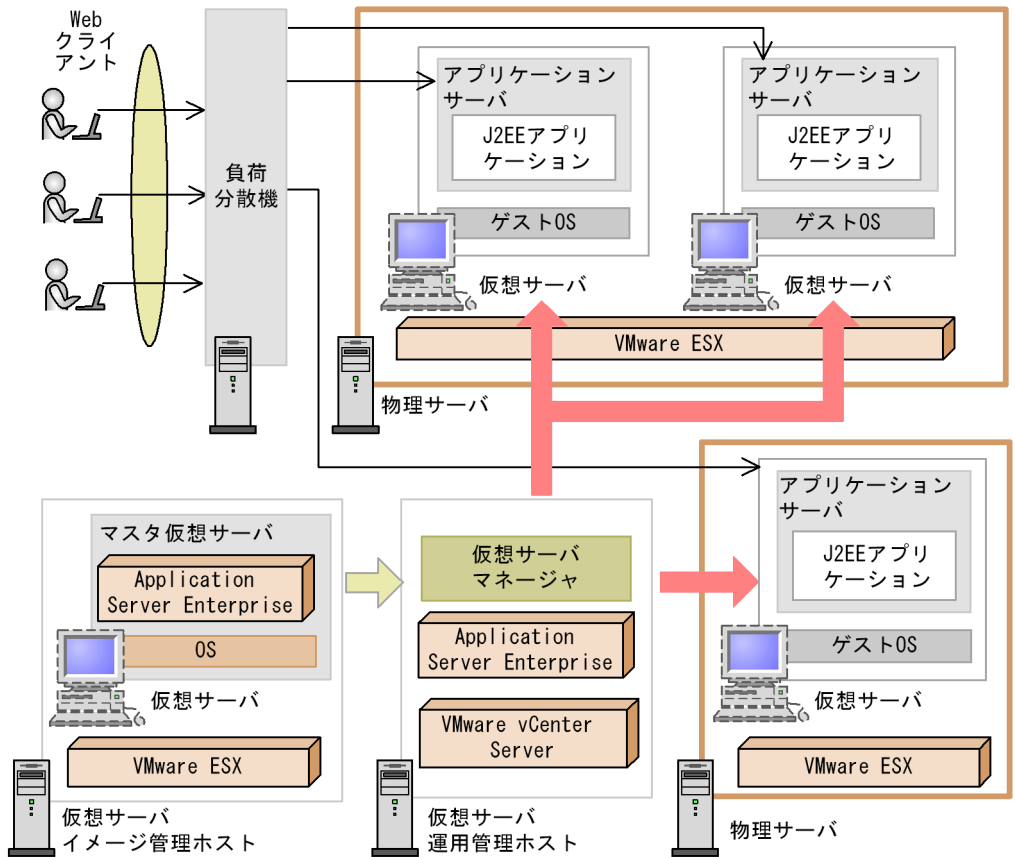 Web
クライ
アント
負荷
分散機
アプリケーション
サーバ
J2EEアプリ
ケーション
ゲストOS
仮想サーバ
アプリケーション
サーバ
J2EEアプリ
ケーション
ゲストOS
仮想サーバ
VMware ESX
物理サーバ
マスタ仮想サーバ
Application
Server Enterprise
OS
仮想サーバ
VMware ESX
仮想サーバ
イメージ管理ホスト
仮想サーバ
マネージャ
Application
Server Enterprise
VMware vCenter
Server
仮想サーバ
運用管理ホスト
アプリケーション
サーバ
J2EEアプリ
ケーション
ゲストOS
仮想サーバ
VMware ESX
物理サーバ